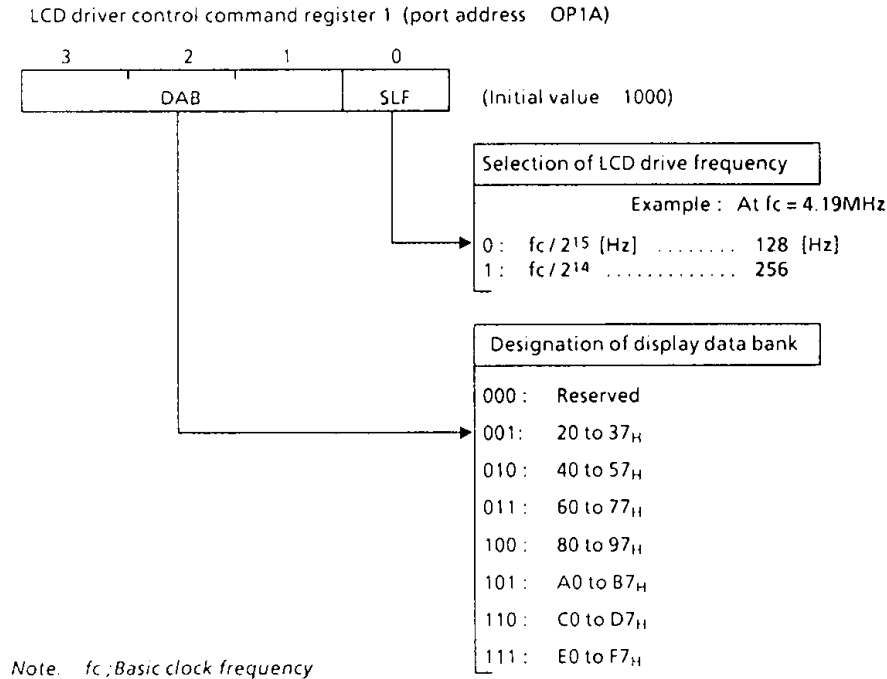 LCD driver control command register 1 (port address OP1A)
3 2 1 0
DAB SLF (Initial value 1000)
Selection of LCD drive frequency
Example : At fc = 4.19MHz
0 : fc / 2¹⁵ [Hz] ........ 128 [Hz]
1 : fc / 2¹⁴ ............. 256
Designation of display data bank
000 : Reserved
001: 20 to 37H
010 : 40 to 57H
011 : 60 to 77H
100 : 80 to 97H
101 : A0 to B7H
110 : C0 to D7H
111 : E0 to F7H
Note. fc ; Basic clock frequency